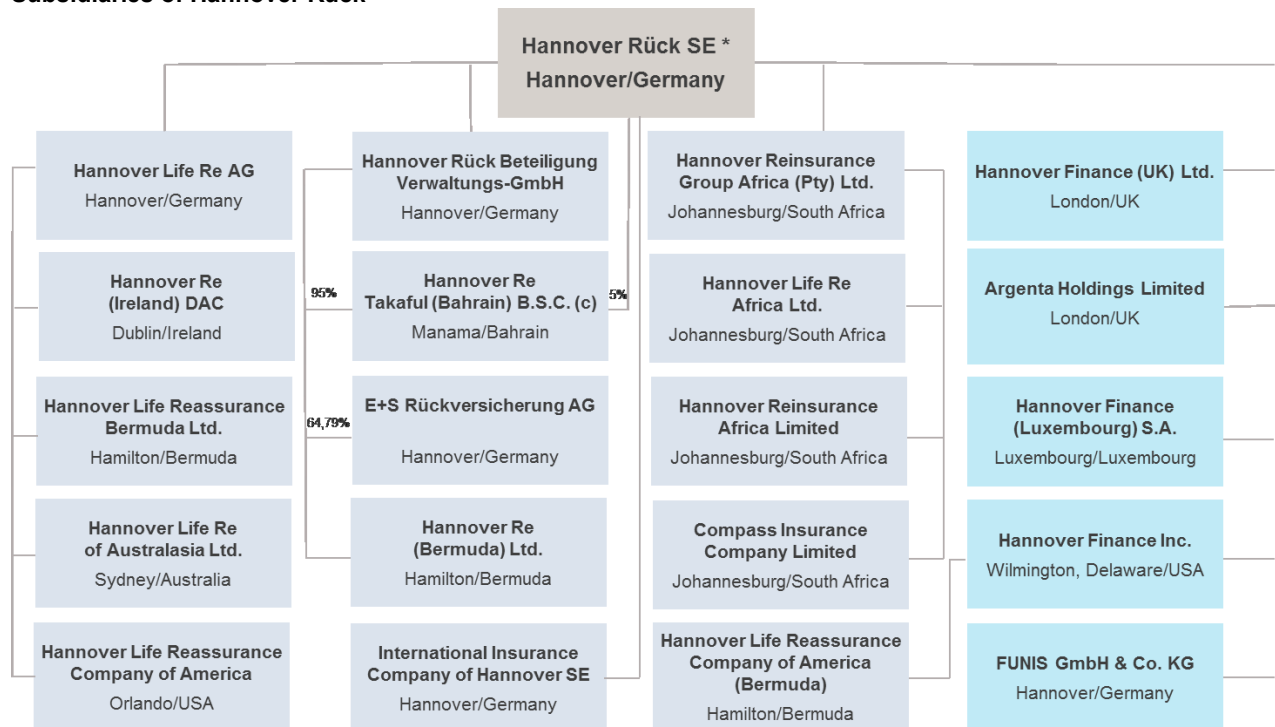 Subsidiaries of Hannover Rück
Hannover Rück SE *
Hannover/Germany
Hannover Life Re AG
Hannover/Germany
Hannover Rück Beteiligung
Verwaltungs-GmbH
Hannover/Germany
Hannover Reinsurance
Group Africa (Pty) Ltd.
Johannesburg/South Africa
Hannover Finance (UK) Ltd.
London/UK
Hannover Re
(Ireland) DAC
Dublin/Ireland
95%
Hannover Re
Takaful (Bahrain) B.S.C. (c)
Manama/Bahrain
5%
Hannover Life Re
Africa Ltd.
Johannesburg/South Africa
Argenta Holdings Limited
London/UK
Hannover Life Reassurance
Bermuda Ltd.
Hamilton/Bermuda
64,79%
E+S Rückversicherung AG
Hannover/Germany
Hannover Reinsurance
Africa Limited
Johannesburg/South Africa
Hannover Finance
(Luxembourg) S.A.
Luxembourg/Luxembourg
Hannover Life Re
of Australasia Ltd.
Sydney/Australia
Hannover Re
(Bermuda) Ltd.
Hamilton/Bermuda
Compass Insurance
Company Limited
Johannesburg/South Africa
Hannover Finance Inc.
Wilmington, Delaware/USA
Hannover Life Reassurance
Company of America
Orlando/USA
International Insurance
Company of Hannover SE
Hannover/Germany
Hannover Life Reassurance
Company of America
(Bermuda)
Hamilton/Bermuda
FUNIS GmbH & Co. KG
Hannover/Germany